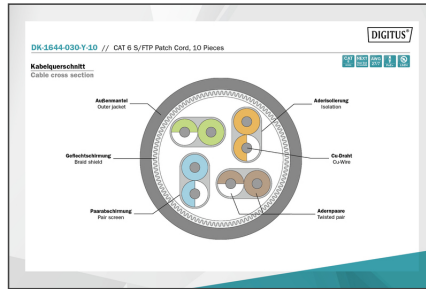 DIGITUS®
DK-1644-030-Y-10 // CAT 6 S/FTP Patch Cord, 10 Pieces
Kabelquerschnitt
Cable cross section
Außenmantel
Outer jacket
Aderisolierung
Isolation
Geflechtschirmung
Braid shield
Cu-Draht
Cu-Wire
Paarabschirmung
Pair screen
Adernpaare
Twisted pair